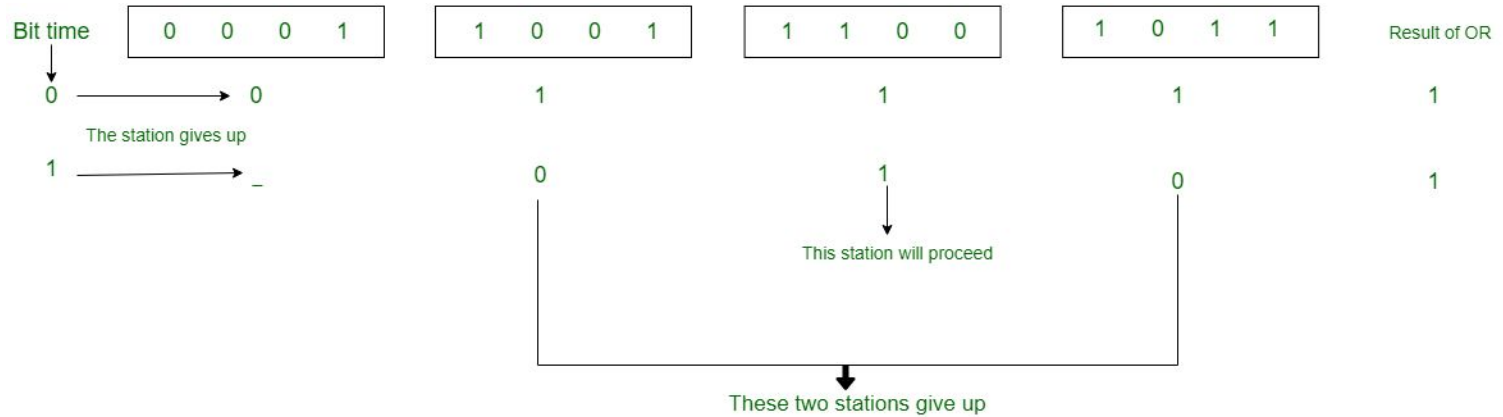 Bit time 0 0 0 1 1 0 0 1 1 1 0 0 1 0 1 1 Result of OR
0 0 1 1 1 1
The station gives up
1 _ 0 1 0 1
This station will proceed
These two stations give up